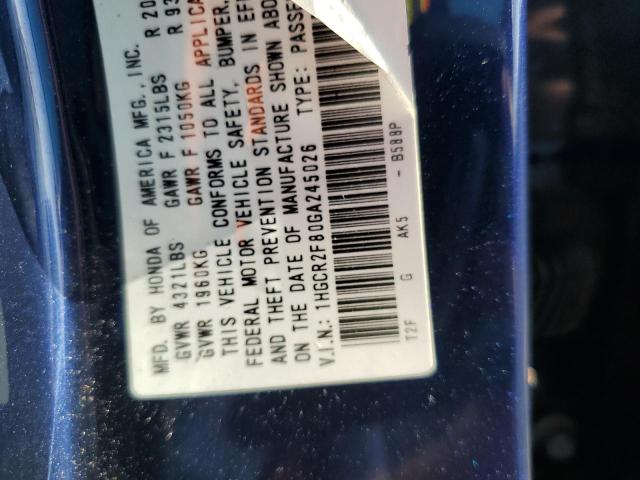 MFD. BY HONDA OF AMERICA MFG., INC. R 20
GVWR 4321LBS GAWR F 2315LBS R 93
GVWR 1960KG GAWR F 1050KG
THIS VEHICLE CONFORMS TO ALL APPLICA
FEDERAL MOTOR VEHICLE SAFETY, BUMPER,
AND THEFT PREVENTION STANDARDS IN EF
ON THE DATE OF MANUFACTURE SHOWN ABO
V.I.N.: 1HGCR2F80GA245026 TYPE: PASSE
G AK5 - B588P
T2F